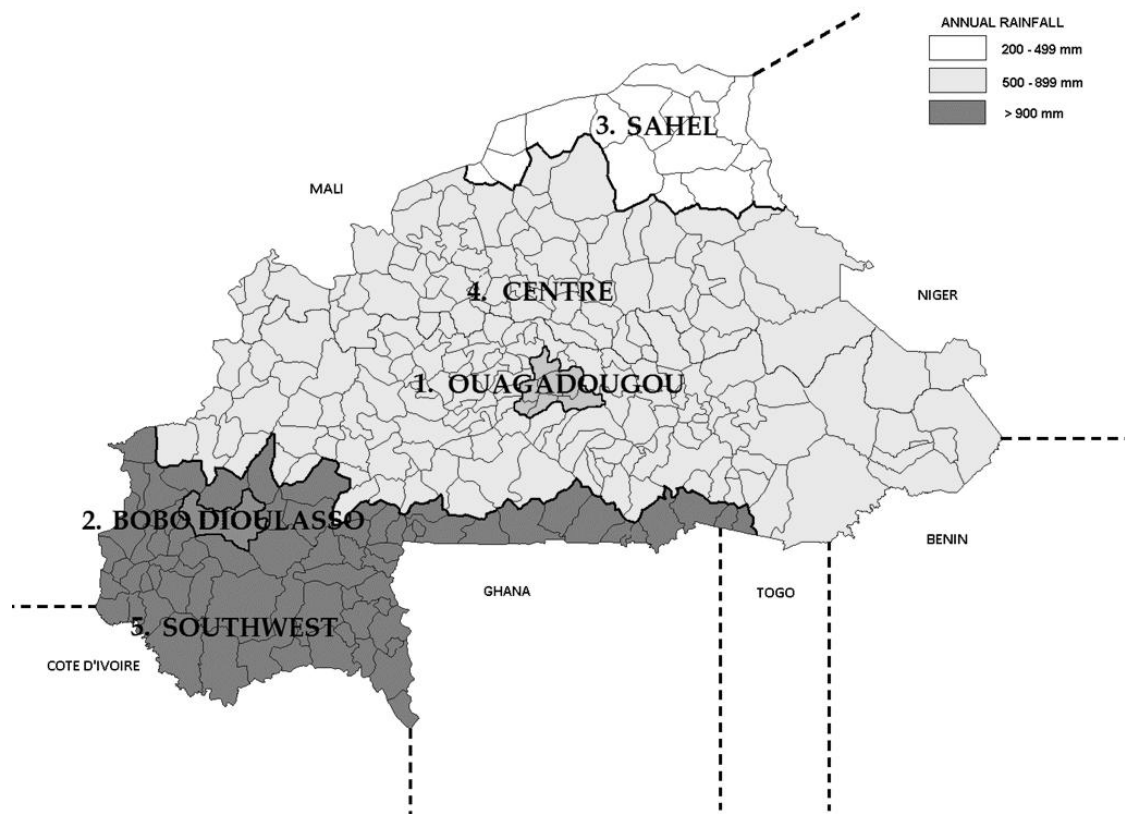 ANNUAL RAINFALL
200 - 499 mm
500 - 899 mm
> 900 mm
3. SAHEL
MALI
4. CENTRE
NIGER
1. OUAGADOUGOU
2. BOBO DIOULASSO
BENIN
GHANA
TOGO
5. SOUTHWEST
COTE D'IVOIRE